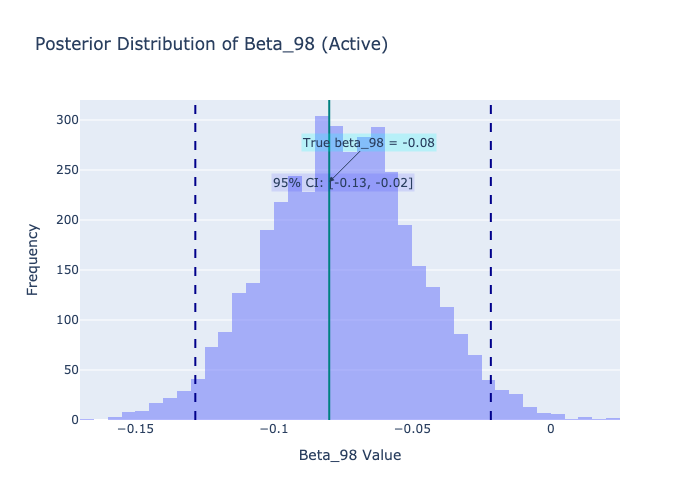 Posterior Distribution of Beta_98 (Active)
300
250
200
150
100
50
0
Frequency
True beta_98 = -0.08
95% CI: [-0.13, -0.02]
−0.15
−0.1
−0.05
0
Beta_98 Value